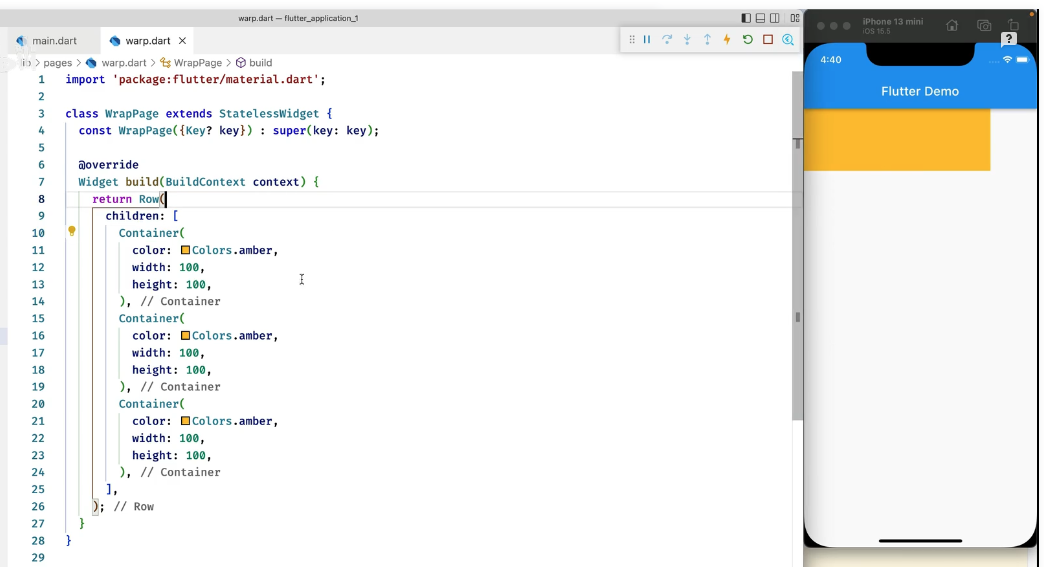 warp.dart — flutter_application_1
main.dart
warp.dart
lib > pages > warp.dart > WrapPage > build
1 import 'package:flutter/material.dart';
2
3 class WrapPage extends StatelessWidget {
4 const WrapPage({Key? key}) : super(key: key);
5
6 @override
7 Widget build(BuildContext context) {
8 return Row(
9 children: [
10 Container(
11 color: Colors.amber,
12 width: 100,
13 height: 100,
14 ), // Container
15 Container(
16 color: Colors.amber,
17 width: 100,
18 height: 100,
19 ), // Container
20 Container(
21 color: Colors.amber,
22 width: 100,
23 height: 100,
24 ), // Container
25 ],
26 ); // Row
27 }
28 }
29
iPhone 13 mini
iOS 15.5
?
4:40
Flutter Demo